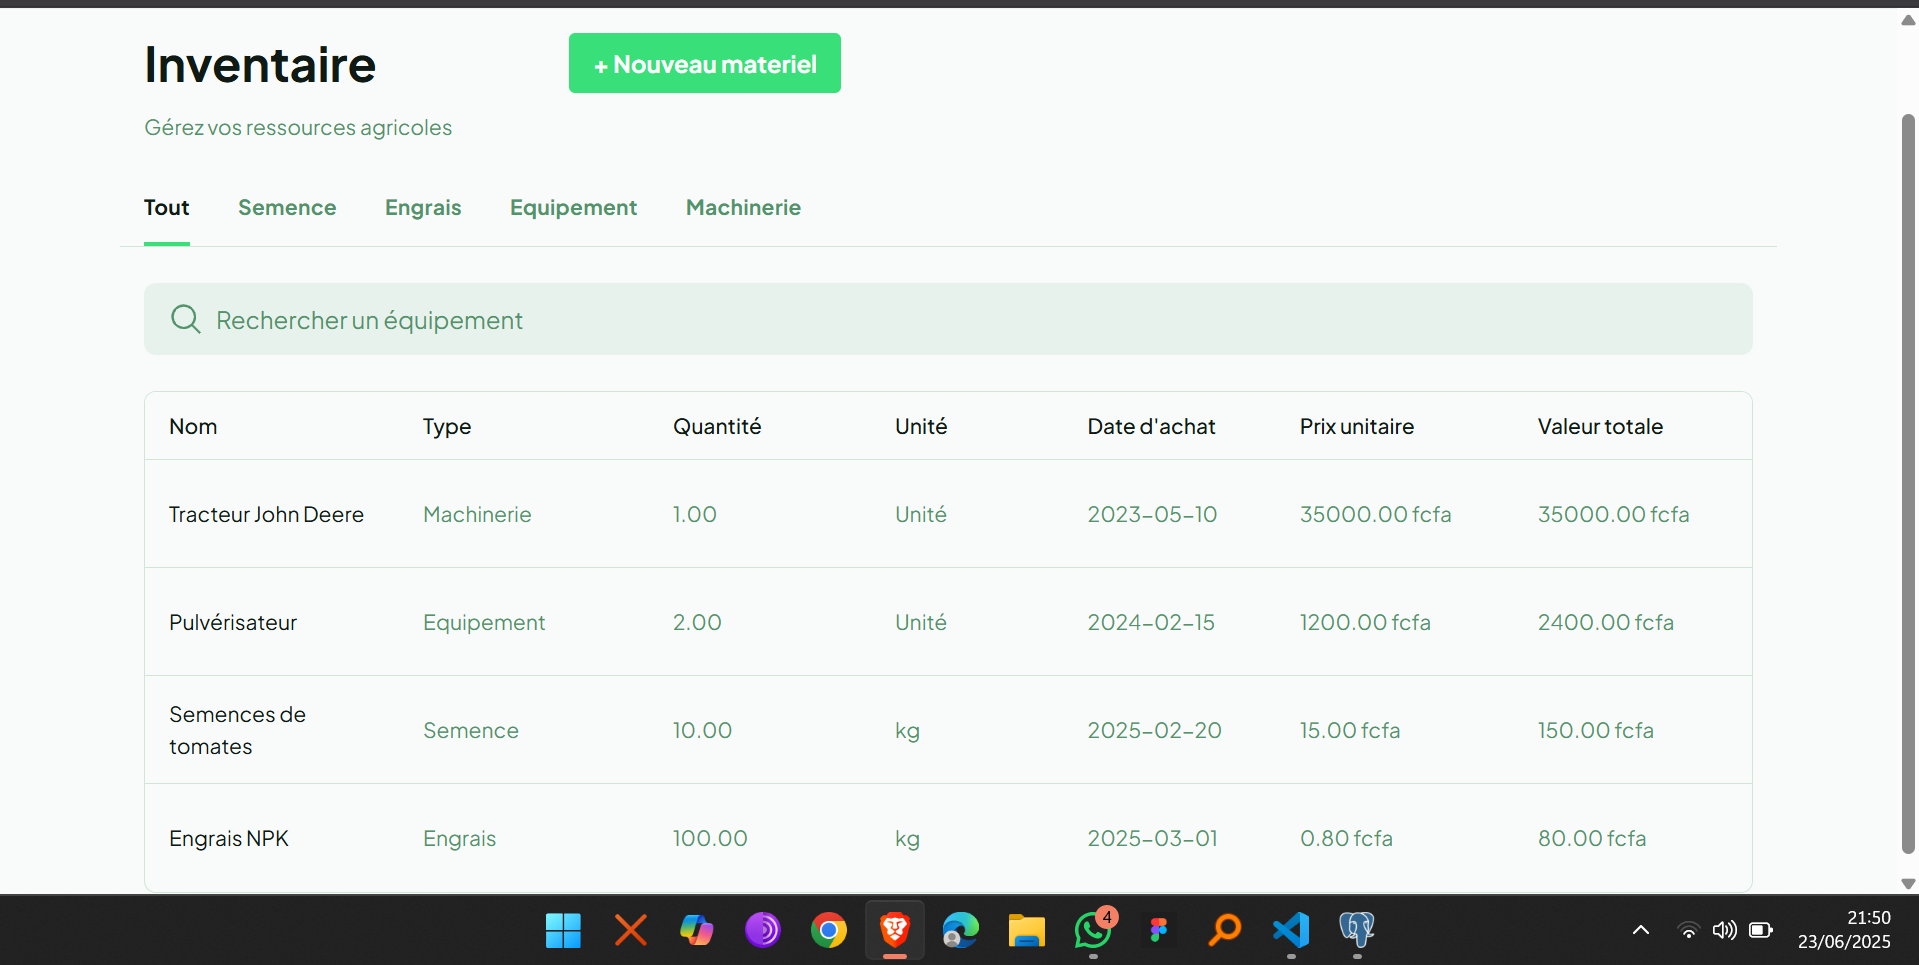 Inventaire
+ Nouveau materiel
Gérez vos ressources agricoles
Tout Semence Engrais Equipement Machinerie
Rechercher un équipement
Nom Type Quantité Unité Date d'achat Prix unitaire Valeur totale
Tracteur John Deere Machinerie 1.00 Unité 2023-05-10 35000.00 fcfa 35000.00 fcfa
Pulvérisateur Equipement 2.00 Unité 2024-02-15 1200.00 fcfa 2400.00 fcfa
Semences de
tomates Semence 10.00 kg 2025-02-20 15.00 fcfa 150.00 fcfa
Engrais NPK Engrais 100.00 kg 2025-03-01 0.80 fcfa 80.00 fcfa
4
21:50
23/06/2025